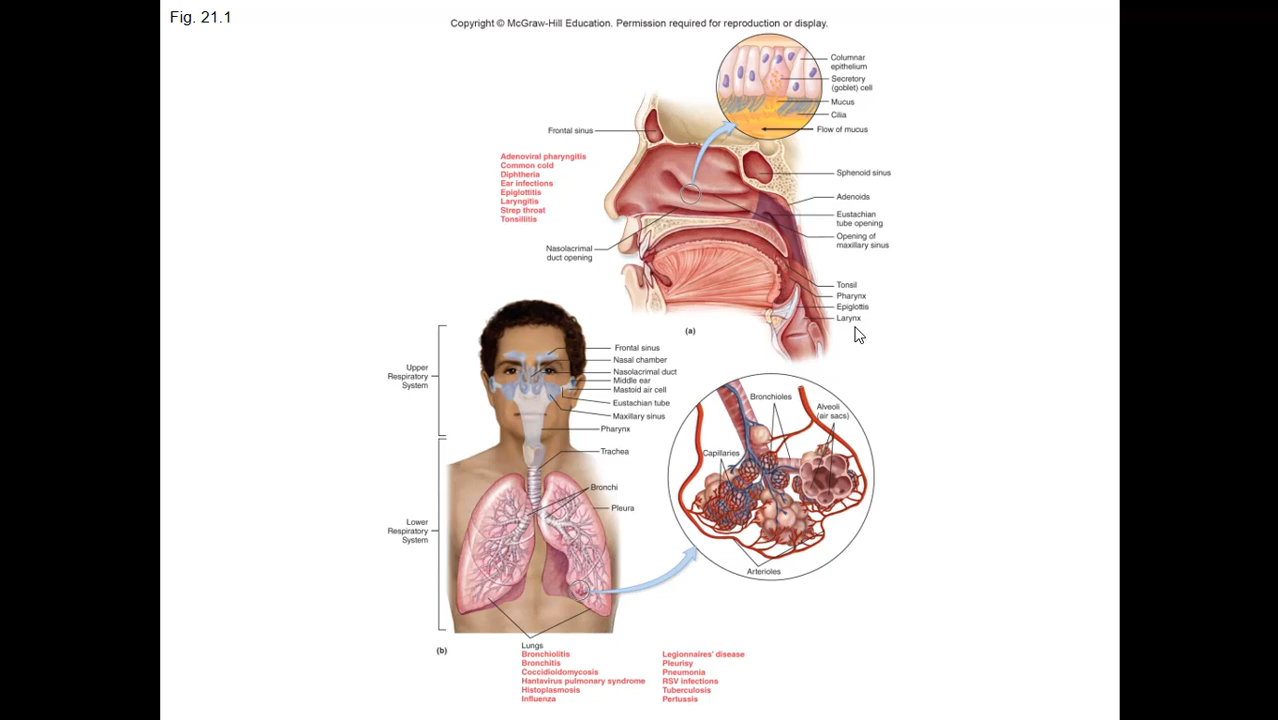 Fig. 21.1
Copyright © McGraw-Hill Education. Permission required for reproduction or display.
Columnar
epithelium
Secretory
(goblet) cell
Mucus
Cilia
Flow of mucus
Frontal sinus
Adenoviral pharyngitis
Common cold
Diphtheria
Ear infections
Epiglottitis
Laryngitis
Strep throat
Tonsillitis
Sphenoid sinus
Adenoids
Eustachian
tube opening
Opening of
maxillary sinus
Nasolacrimal
duct opening
Tonsil
Pharynx
Epiglottis
Larynx
(a)
Upper
Respiratory
System
Frontal sinus
Nasal chamber
Nasolacrimal duct
Middle ear
Mastoid air cell
Eustachian tube
Maxillary sinus
Pharynx
Trachea
Bronchi
Pleura
Lower
Respiratory
System
Bronchioles
Alveoli
(air sacs)
Capillaries
Arterioles
(b)
Lungs
Bronchiolitis
Bronchitis
Coccidioidomycosis
Hantavirus pulmonary syndrome
Histoplasmosis
Influenza
Legionnaires' disease
Pleurisy
Pneumonia
RSV infections
Tuberculosis
Pertussis